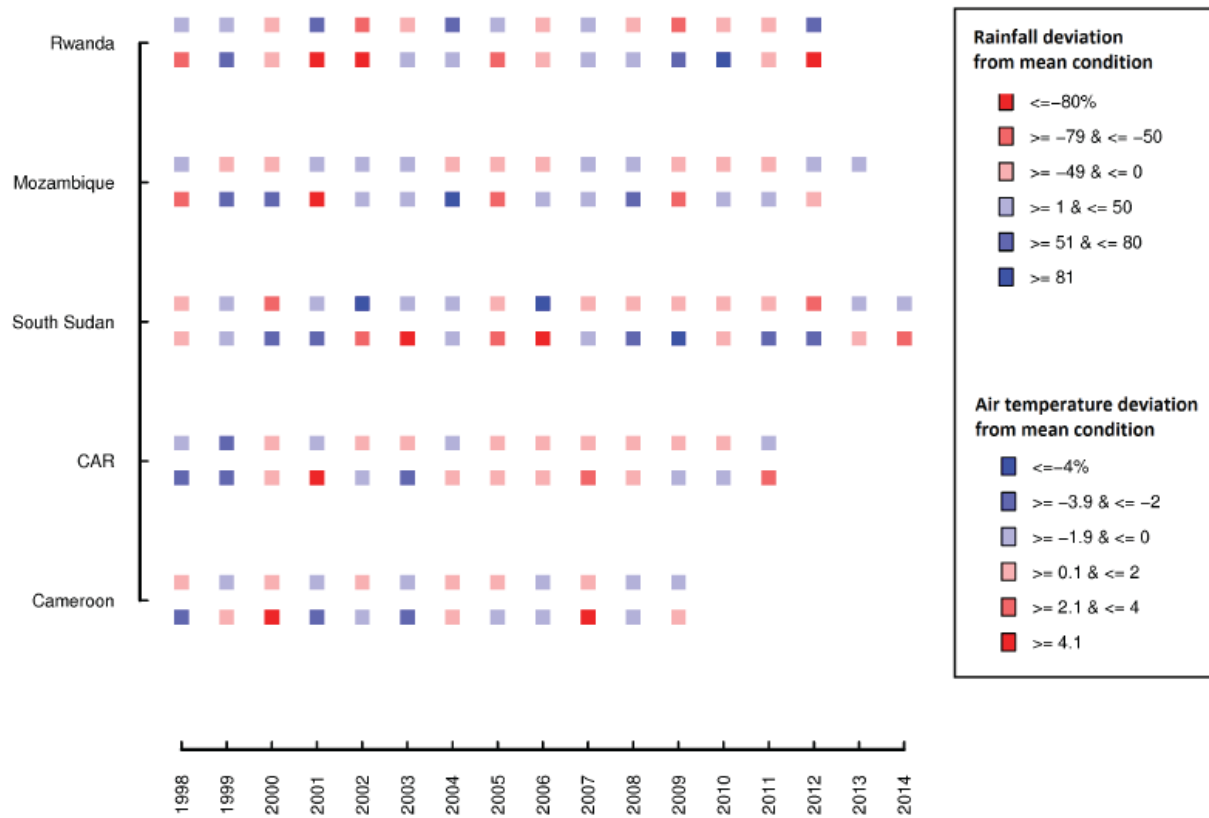 Rwanda
Mozambique
South Sudan
CAR
Cameroon
1998
1999
2000
2001
2002
2003
2004
2005
2006
2007
2008
2009
2010
2011
2012
2013
2014
Rainfall deviation
from mean condition
<=−80%
>= −79 & <= −50
>= −49 & <= 0
>= 1 & <= 50
>= 51 & <= 80
>= 81
Air temperature deviation
from mean condition
<=−4%
>= −3.9 & <= −2
>= −1.9 & <= 0
>= 0.1 & <= 2
>= 2.1 & <= 4
>= 4.1